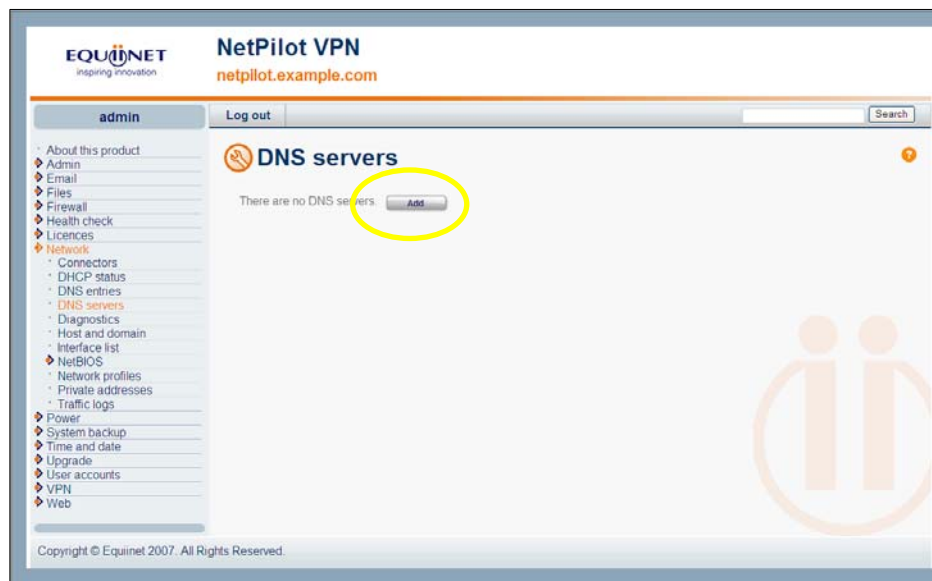 EQUiiNET
inspiring innovation
NetPilot VPN
netpilot.example.com
admin
Log out
Search
About this product
Admin
Email
Files
Firewall
Health check
Licences
Network
Connectors
DHCP status
DNS entries
DNS servers
Diagnostics
Host and domain
Interface list
NetBIOS
Network profiles
Private addresses
Traffic logs
Power
System backup
Time and date
Upgrade
User accounts
VPN
Web
DNS servers
?
There are no DNS servers
Add
Copyright © Equiinet 2007. All Rights Reserved.